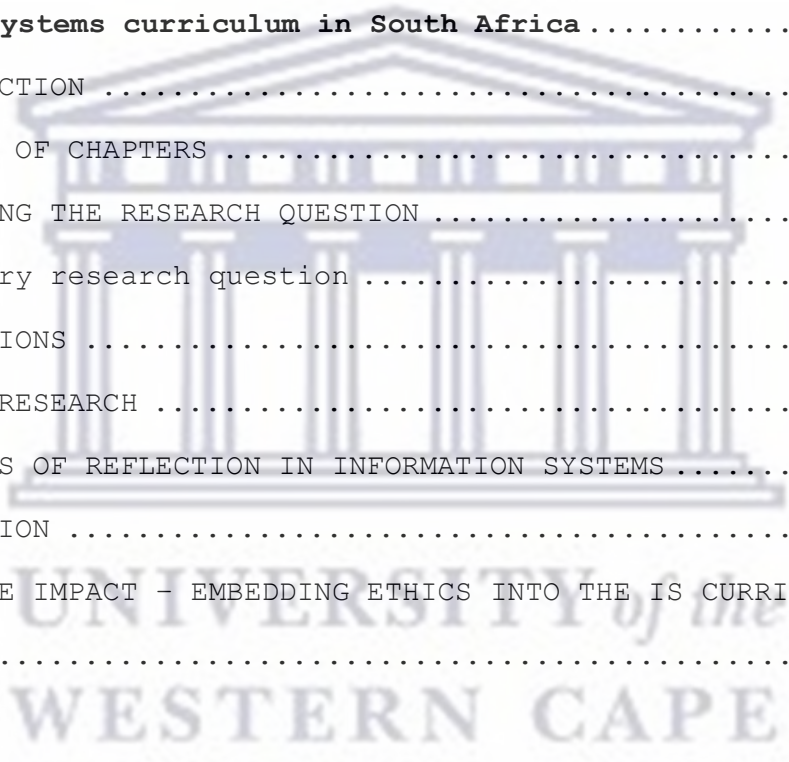 ystems curriculum in South Africa............
CTION ........................................
OF CHAPTERS .................................
NG THE RESEARCH QUESTION .....................
ry research question .........................
IONS .........................................
RESEARCH .....................................
S OF REFLECTION IN INFORMATION SYSTEMS.......
ION ..........................................
E IMPACT – EMBEDDING ETHICS INTO THE IS CURRI
UNIVERSITY of the
..............................................
WESTERN CAPE